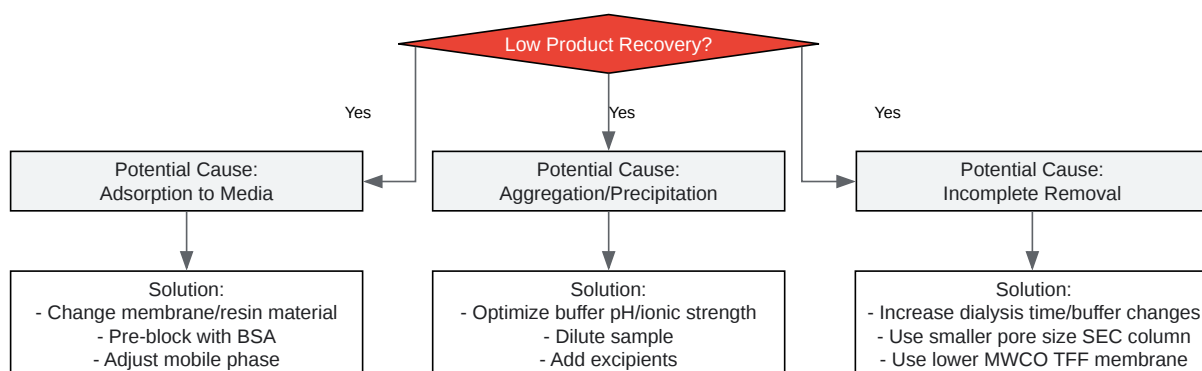 Low Product Recovery?
Yes
Yes
Yes
Potential Cause:
Adsorption to Media
Potential Cause:
Aggregation/Precipitation
Potential Cause:
Incomplete Removal
Solution:
- Change membrane/resin material
- Pre-block with BSA
- Adjust mobile phase
Solution:
- Optimize buffer pH/ionic strength
- Dilute sample
- Add excipients
Solution:
- Increase dialysis time/buffer changes
- Use smaller pore size SEC column
- Use lower MWCO TFF membrane